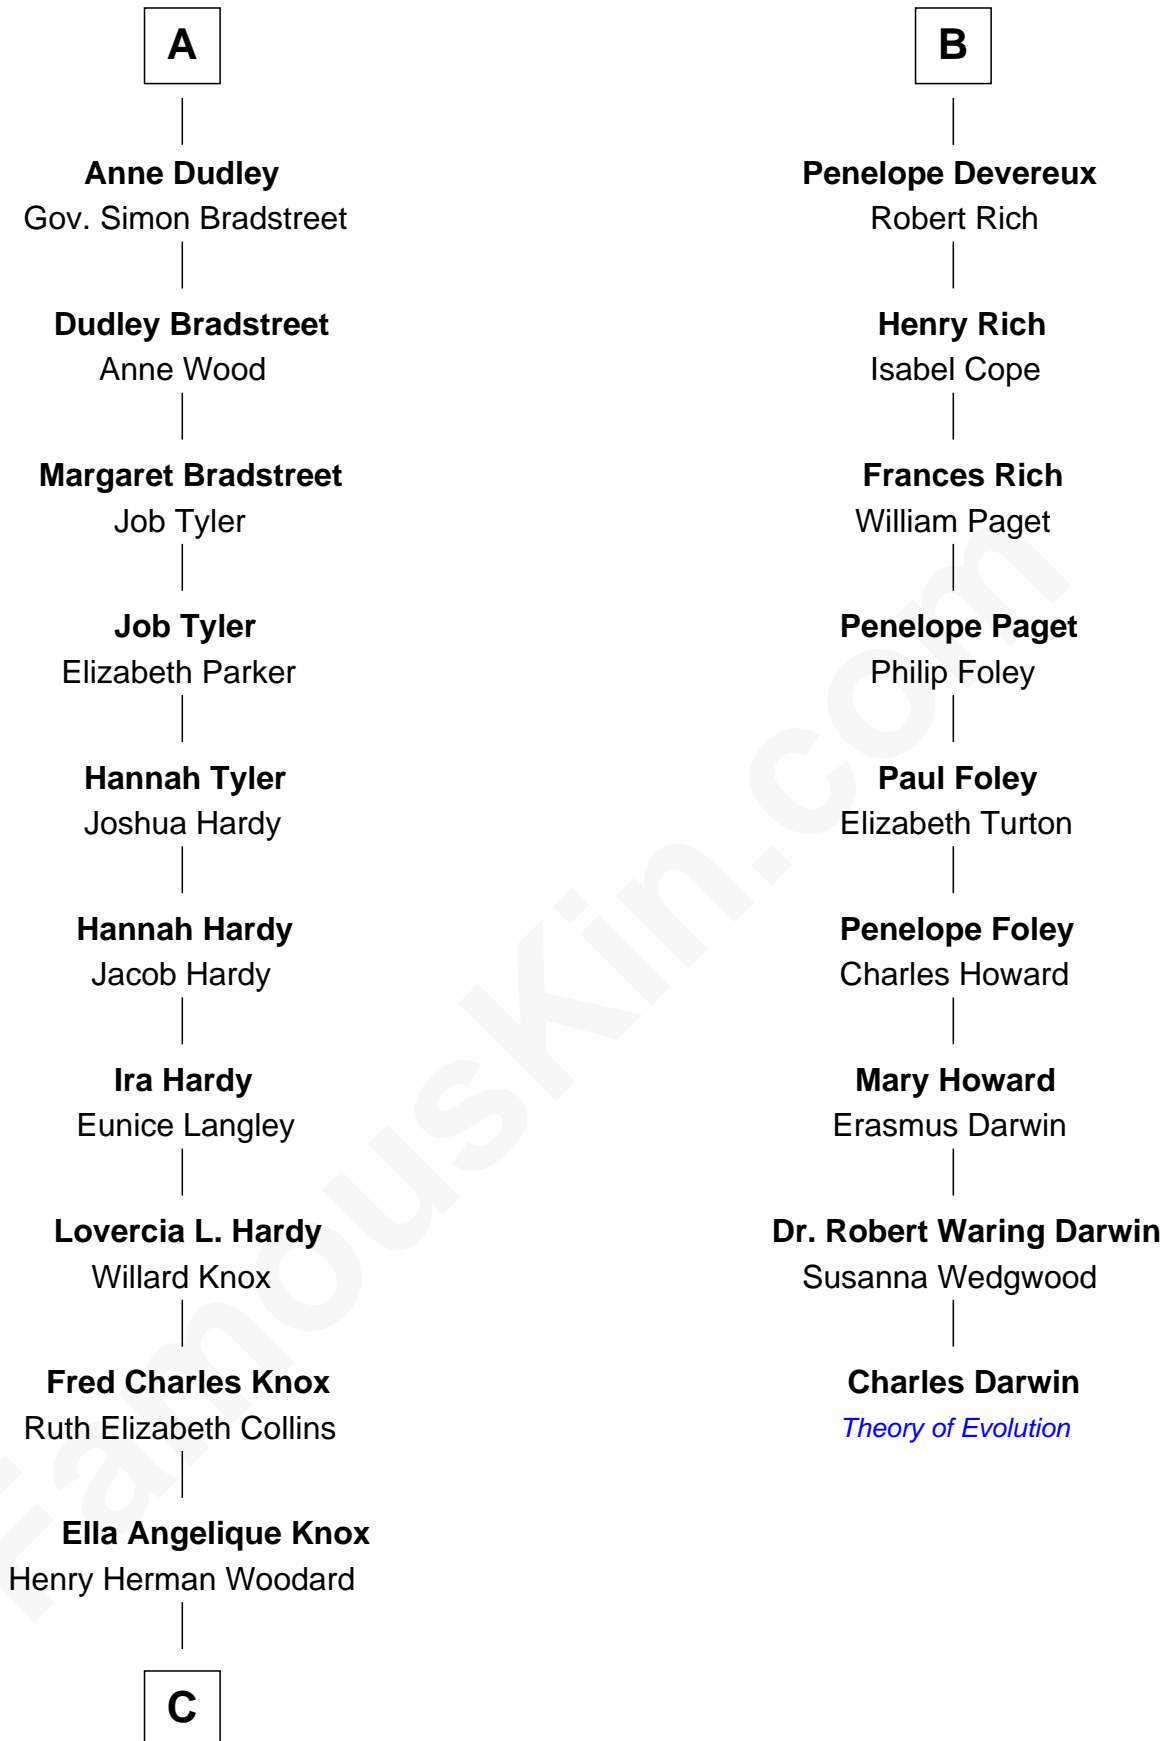 A
Anne Dudley
Gov. Simon Bradstreet
Dudley Bradstreet
Anne Wood
Margaret Bradstreet
Job Tyler
Job Tyler
Elizabeth Parker
Hannah Tyler
Joshua Hardy
Hannah Hardy
Jacob Hardy
Ira Hardy
Eunice Langley
Lovercia L. Hardy
Willard Knox
Fred Charles Knox
Ruth Elizabeth Collins
Ella Angelique Knox
Henry Herman Woodard
C
B
Penelope Devereux
Robert Rich
Henry Rich
Isabel Cope
Frances Rich
William Paget
Penelope Paget
Philip Foley
Paul Foley
Elizabeth Turton
Penelope Foley
Charles Howard
Mary Howard
Erasmus Darwin
Dr. Robert Waring Darwin
Susanna Wedgwood
Charles Darwin
Theory of Evolution
FamousKin.com